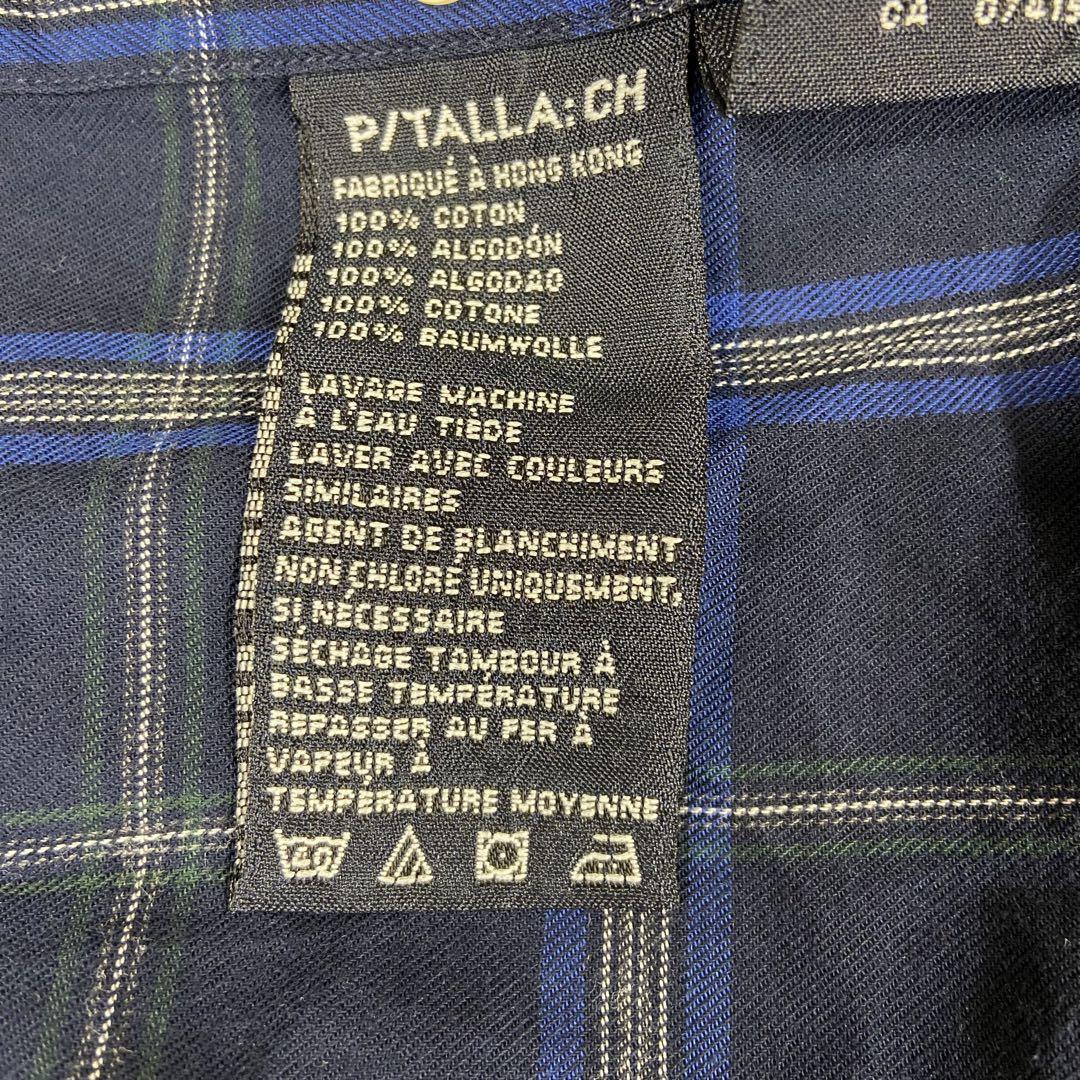 CA
P/TALLA:CH
FABRIQUÉ À HONG KONG
100% COTON
100% ALGODÓN
100% ALGODAO
100% COTONE
100% BAUMWOLLE
LAVAGE MACHINE
À L'EAU TIÈDE
LAVER AVEC COULEURS
SIMILAIRES
AGENT DE BLANCHIMENT
NON CHLORÉ UNIQUEMENT,
SI NÉCESSAIRE
SÉCHAGE TAMBOUR À
BASSE TEMPÉRATURE
REPASSER AU FER À
VAPEUR À
TEMPÉRATURE MOYENNE
40